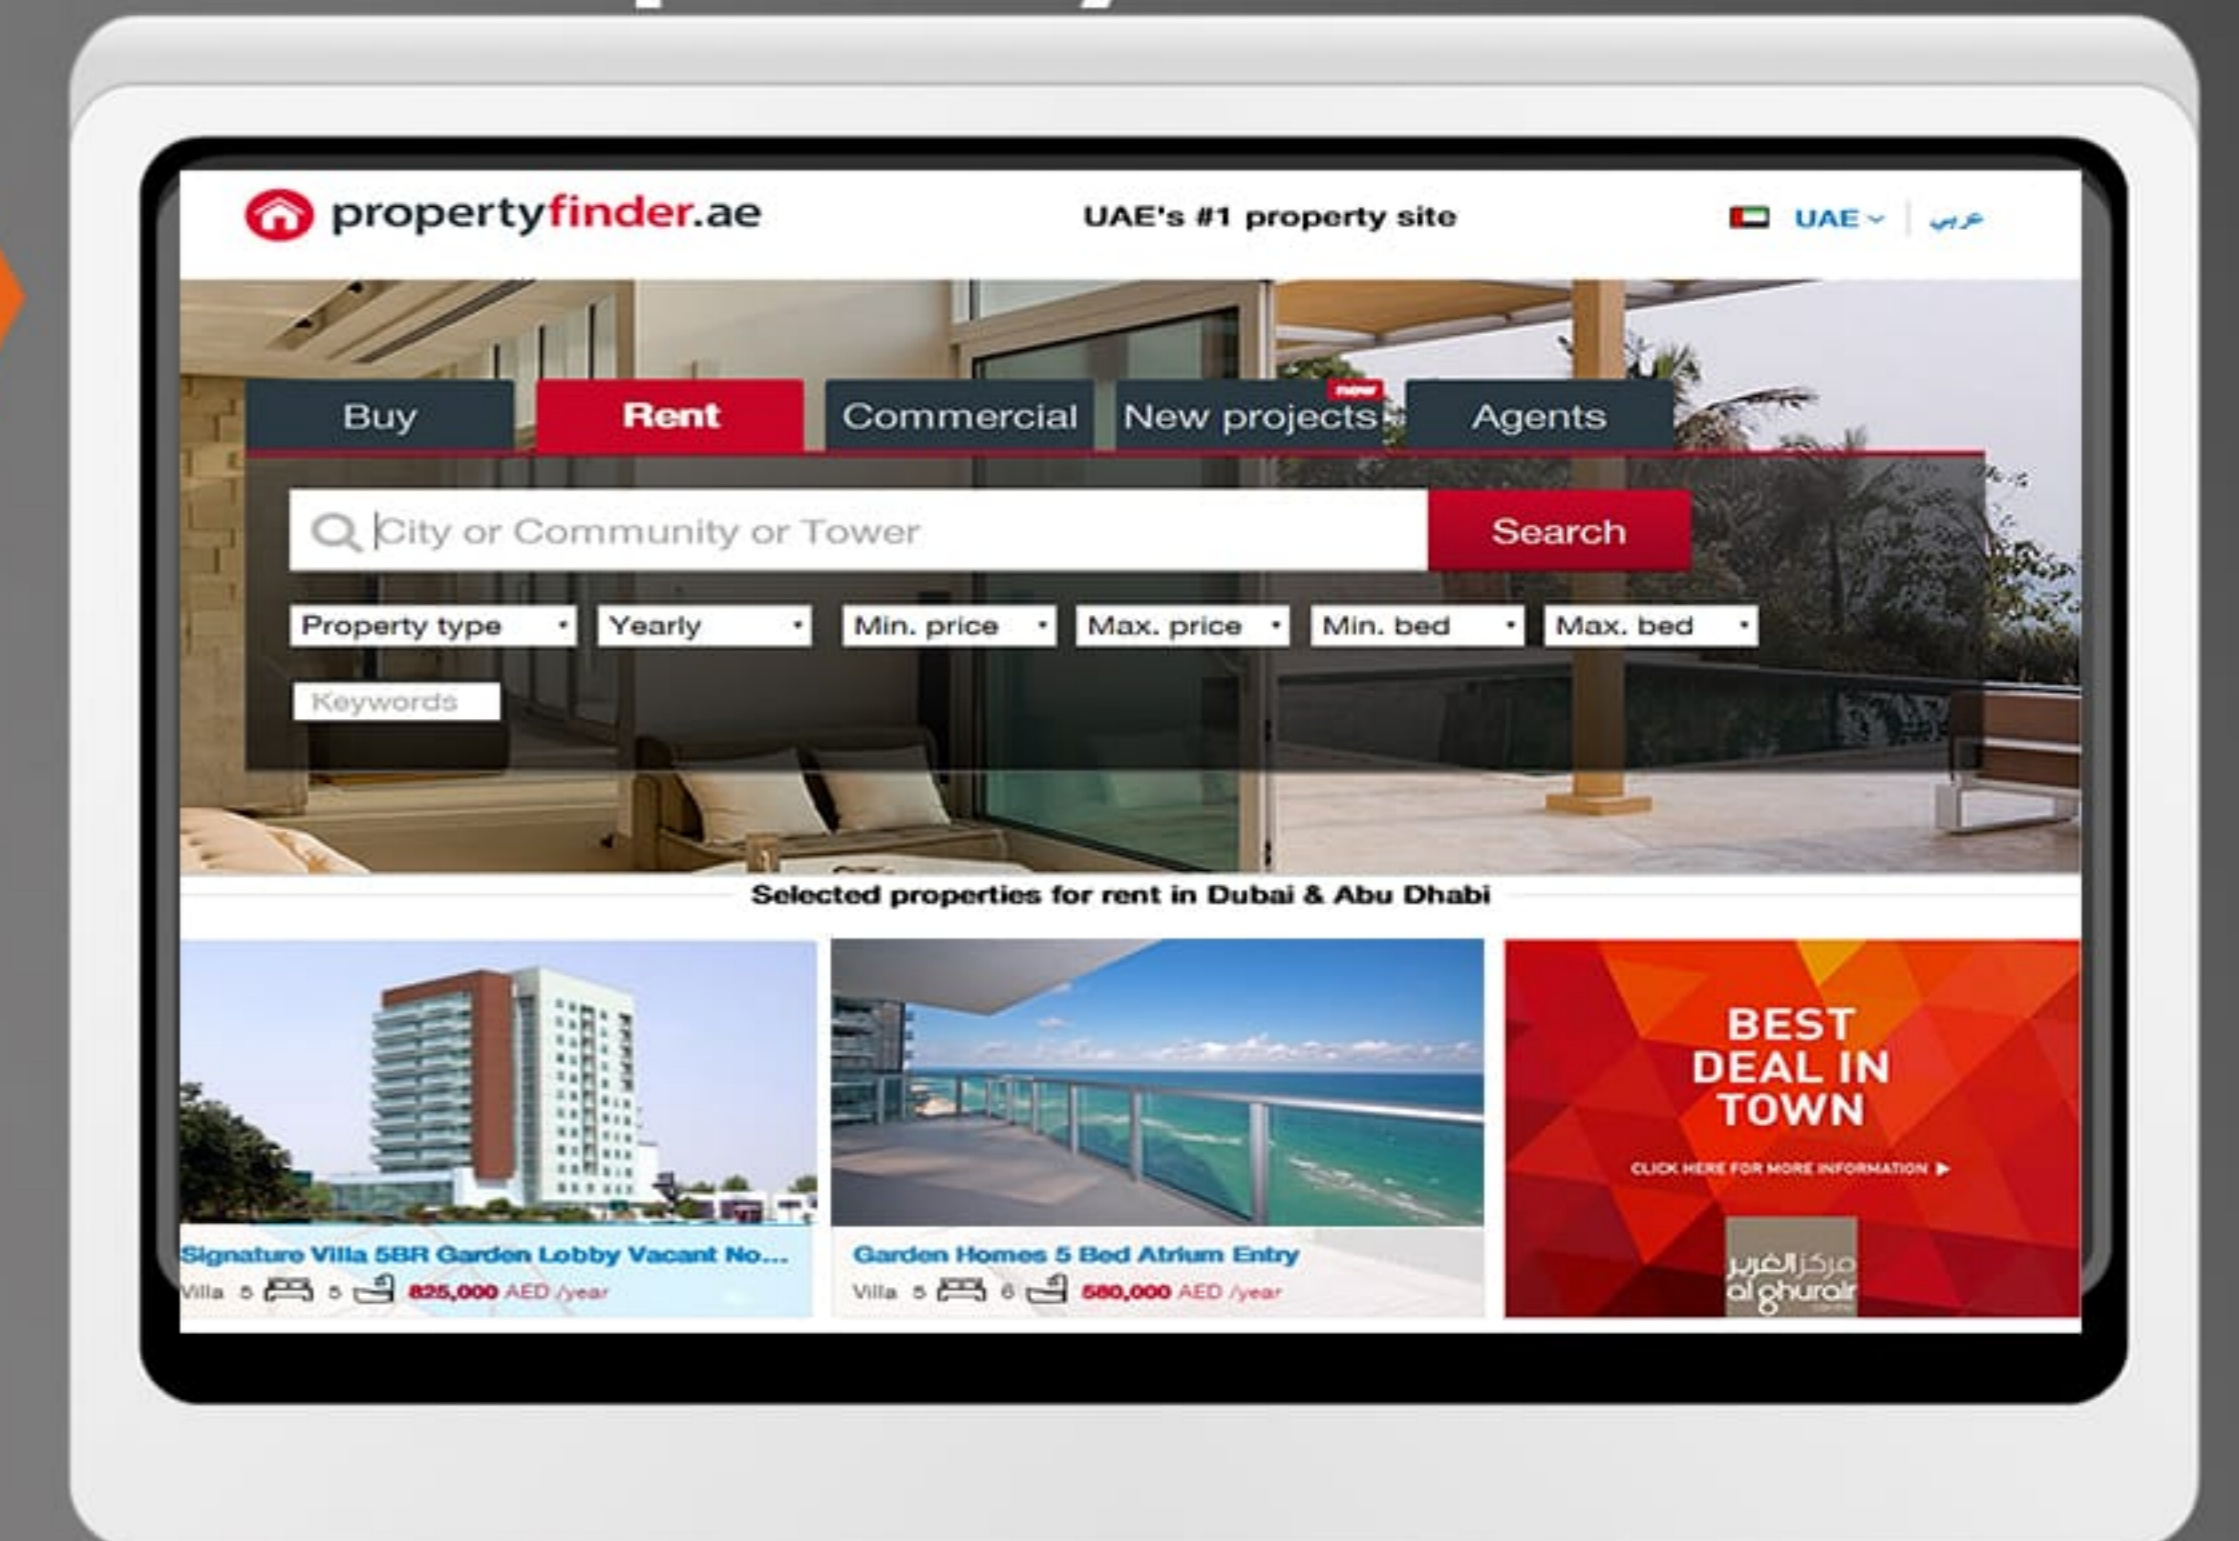 propertyfinder.ae
UAE's #1 property site
UAE
عربي
Buy
Rent
Commercial
New projects
new
Agents
City or Community or Tower
Search
Property type
Yearly
Min. price
Max. price
Min. bed
Max. bed
Keywords
Selected properties for rent in Dubai & Abu Dhabi
Signature Villa 5BR Garden Lobby Vacant No...
Villa 5 5 825,000 AED /year
Garden Homes 5 Bed Atrium Entry
Villa 5 6 580,000 AED /year
BEST
DEAL IN
TOWN
CLICK HERE FOR MORE INFORMATION
مركز الغرير
al ghurair